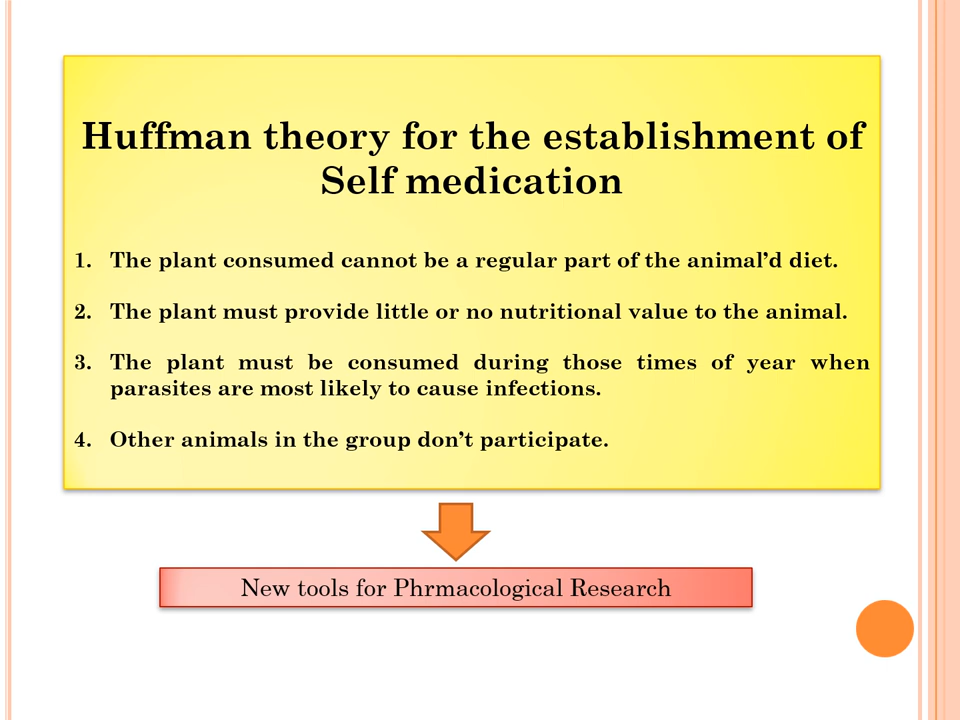 Huffman theory for the establishment of
Self medication
1. The plant consumed cannot be a regular part of the animal’d diet.
2. The plant must provide little or no nutritional value to the animal.
3. The plant must be consumed during those times of year when
parasites are most likely to cause infections.
4. Other animals in the group don’t participate.
New tools for Phrmacological Research